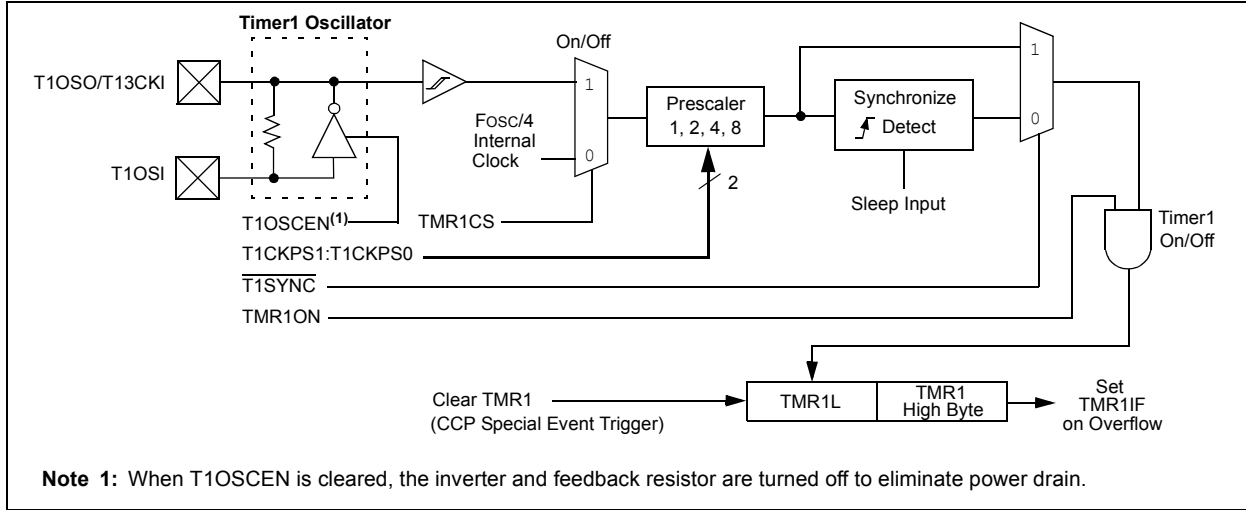 Timer1 Oscillator
On/Off
T1OSO/T13CKI
1
1
FOSC/4
Internal
Clock
0
Prescaler
1, 2, 4, 8
Synchronize
Detect
0
T1OSI
2
Sleep Input
T1OSCEN(1)
TMR1CS
Timer1
On/Off
T1CKPS1:T1CKPS0
T1SYNC
TMR1ON
Clear TMR1
(CCP Special Event Trigger)
TMR1L
TMR1
High Byte
Set
TMR1IF
on Overflow
Note 1: When T1OSCEN is cleared, the inverter and feedback resistor are turned off to eliminate power drain.